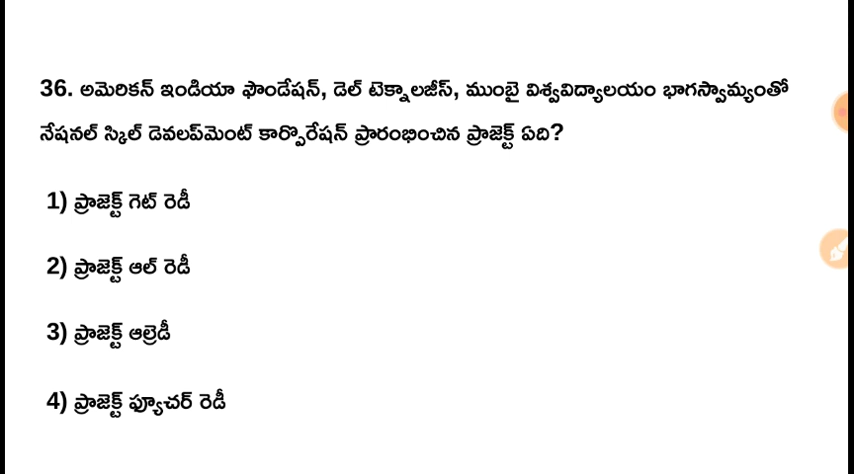 36. అమెరికన్ ఇండియా ఫౌండేషన్, డెల్ టెక్నాలజీస్, ముంబై విశ్వవిద్యాలయం భాగస్వామ్యంతో
నేషనల్ స్కిల్ డెవలప్‌మెంట్ కార్పొరేషన్ ప్రారంభించిన ప్రాజెక్ట్ ఏది?
1) ప్రాజెక్ట్ గెట్ రెడీ
2) ప్రాజెక్ట్ ఆల్ రెడీ
3) ప్రాజెక్ట్ ఆల్రెడీ
4) ప్రాజెక్ట్ ఫ్యూచర్ రెడీ